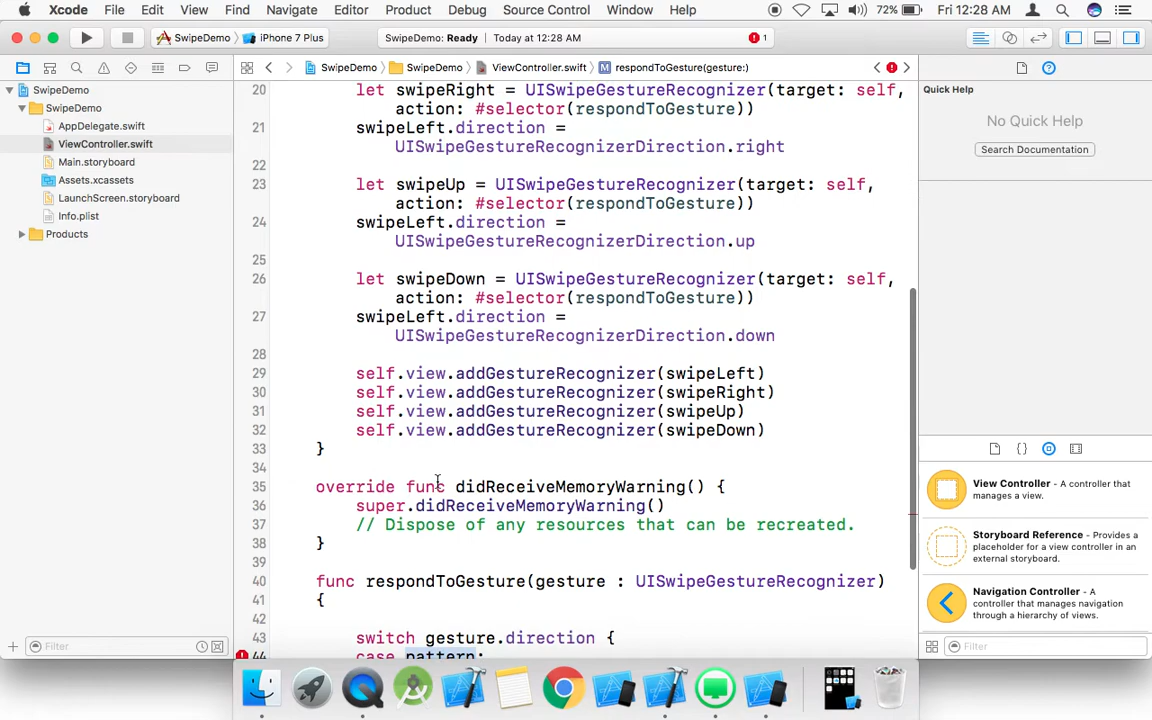 Xcode File Edit View Find Navigate Editor Product Debug Source Control Window Help 72% Fri 12:28 AM
SwipeDemo iPhone 7 Plus SwipeDemo: Ready Today at 12:28 AM 1
SwipeDemo SwipeDemo ViewController.swift M respondToGesture(gesture:)
SwipeDemo
SwipeDemo
AppDelegate.swift
ViewController.swift
Main.storyboard
Assets.xcassets
LaunchScreen.storyboard
Info.plist
Products
Filter
20 let swipeRight = UISwipeGestureRecognizer(target: self,
action: #selector(respondToGesture))
21 swipeLeft.direction =
UISwipeGestureRecognizerDirection.right
22
23 let swipeUp = UISwipeGestureRecognizer(target: self,
action: #selector(respondToGesture))
24 swipeLeft.direction =
UISwipeGestureRecognizerDirection.up
25
26 let swipeDown = UISwipeGestureRecognizer(target: self,
action: #selector(respondToGesture))
27 swipeLeft.direction =
UISwipeGestureRecognizerDirection.down
28
29 self.view.addGestureRecognizer(swipeLeft)
30 self.view.addGestureRecognizer(swipeRight)
31 self.view.addGestureRecognizer(swipeUp)
32 self.view.addGestureRecognizer(swipeDown)
33 }
34
35 override func didReceiveMemoryWarning() {
36 super.didReceiveMemoryWarning()
37 // Dispose of any resources that can be recreated.
38 }
39
40 func respondToGesture(gesture : UISwipeGestureRecognizer)
41 {
42
43 switch gesture.direction {
44 case pattern:
Quick Help
No Quick Help
Search Documentation
View Controller - A controller that
manages a view.
Storyboard Reference - Provides a
placeholder for a view controller in an
external storyboard.
Navigation Controller - A
controller that manages navigation
through a hierarchy of views.
Filter